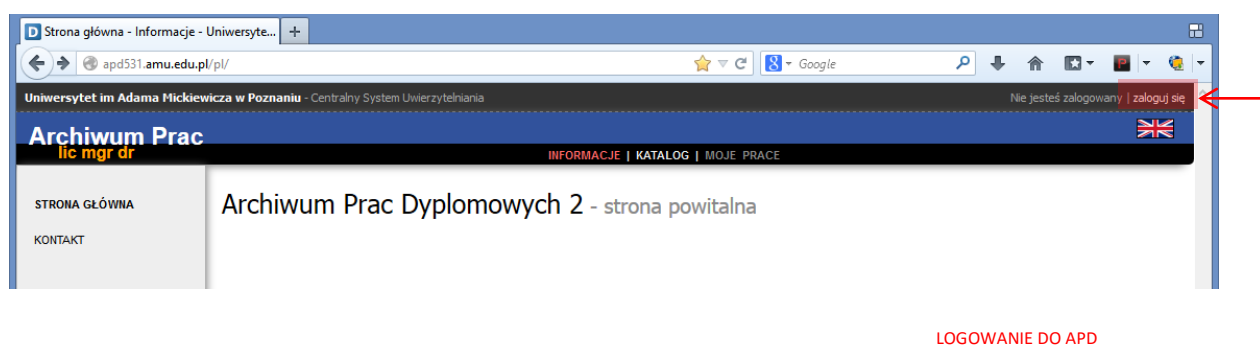 Strona główna - Informacje - Uniwersyte...
apd531.amu.edu.pl/pl/
Google
Uniwersytet im Adama Mickiewicza w Poznaniu - Centralny System Uwierzytelniania
Nie jesteś zalogowany | zaloguj się
Archiwum Prac
lic mgr dr
INFORMACJE | KATALOG | MOJE PRACE
STRONA GŁÓWNA
KONTAKT
Archiwum Prac Dyplomowych 2 - strona powitalna
LOGOWANIE DO APD